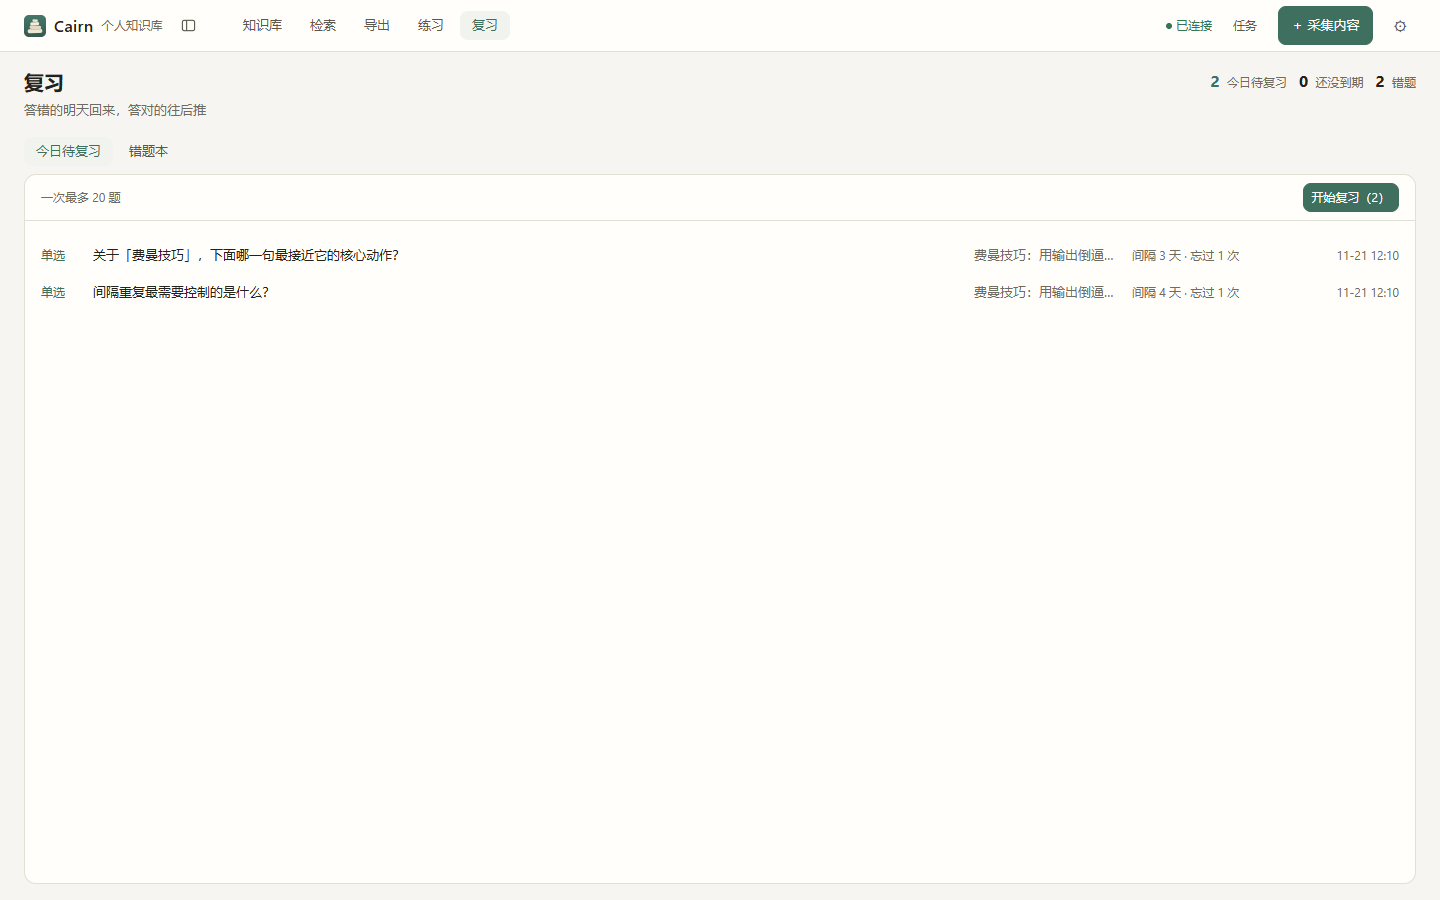 Cairn 个人知识库 知识库 检索 导出 练习 复习 已连接 任务 + 采集内容
复习
2 今日待复习 0 还没到期 2 错题
答错的明天回来，答对的往后推
今日待复习 错题本
一次最多 20 题 开始复习（2）
单选 关于「费曼技巧」，下面哪一句最接近它的核心动作？ 费曼技巧：用输出倒逼... 间隔 3 天 · 忘过 1 次 11-21 12:10
单选 间隔重复最需要控制的是什么？ 费曼技巧：用输出倒逼... 间隔 4 天 · 忘过 1 次 11-21 12:10